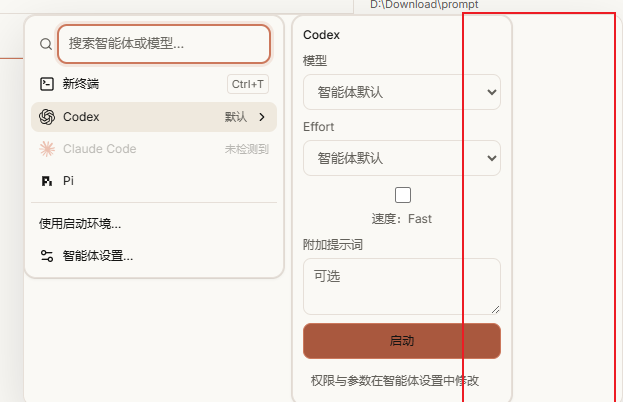 D:\Download\prompt
搜索智能体或模型...
新终端 Ctrl+T
Codex 默认
Claude Code 未检测到
Pi
使用启动环境...
智能体设置...
Codex
模型
智能体默认
Effort
智能体默认
速度：Fast
附加提示词
可选
启动
权限与参数在智能体设置中修改